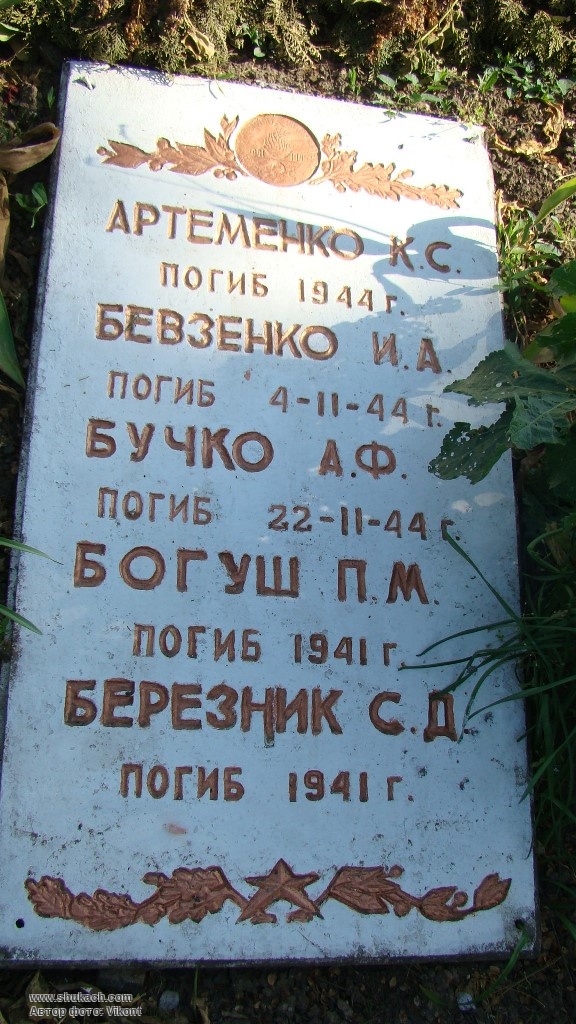 АРТЕМЕНКО К.С.
ПОГИБ 1944 г.
БЕВЗЕНКО И.А.
ПОГИБ 4-11-44 г.
БУЧКО А.Ф.
ПОГИБ 22-11-44 г.
БОГУШ П.М.
ПОГИБ 1941 г.
БЕРЕЗНИК С.Д.
ПОГИБ 1941 г.
www.shukach.com
Автор фото: Vikont